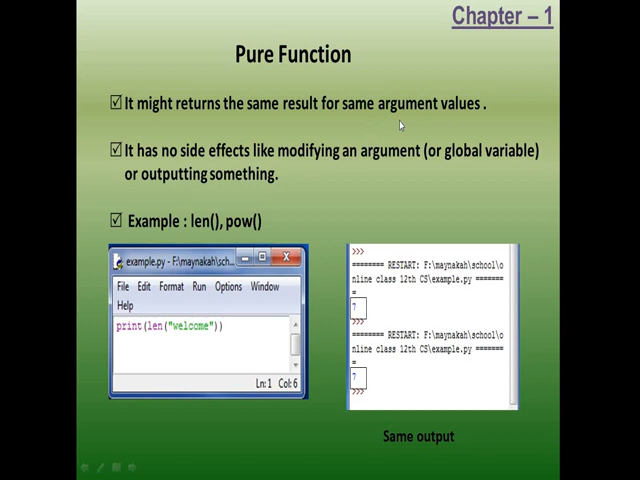 Chapter – 1
Pure Function
It might returns the same result for same argument values .
It has no side effects like modifying an argument (or global variable)
or outputting something.
Example : len(), pow()
example.py - F:\maynakah\sch...
File Edit Format Run Options Window
Help
print(len("welcome"))
Ln: 1 Col: 6
>>>
======== RESTART: F:\maynakah\school\o
nline class 12th CS\example.py =======
=
7
>>>
======== RESTART: F:\maynakah\school\o
nline class 12th CS\example.py =======
=
7
>>>
Same output